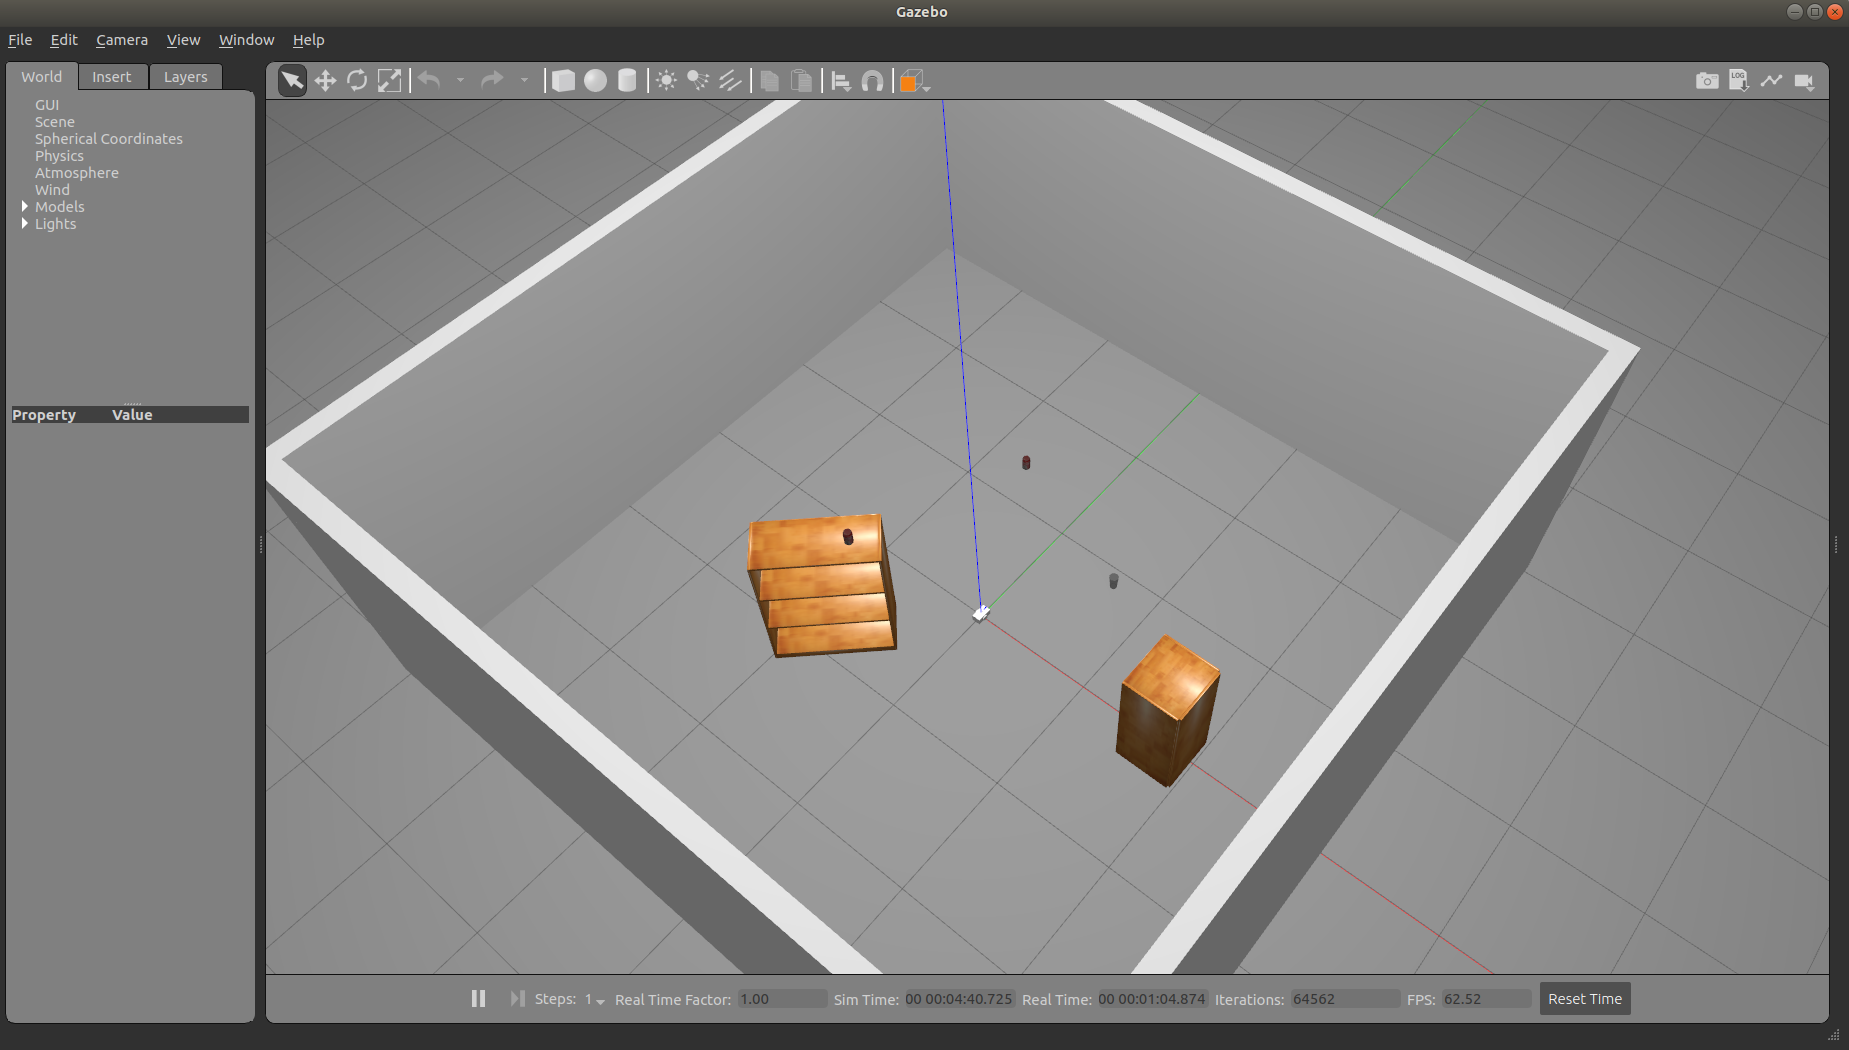 Gazebo
File Edit Camera View Window Help
World Insert Layers
GUI
Scene
Spherical Coordinates
Physics
Atmosphere
Wind
Models
Lights
Property Value
LOG
Steps: 1 Real Time Factor: 1.00 Sim Time: 00 00:04:40.725 Real Time: 00 00:01:04.874 Iterations: 64562 FPS: 62.52 Reset Time